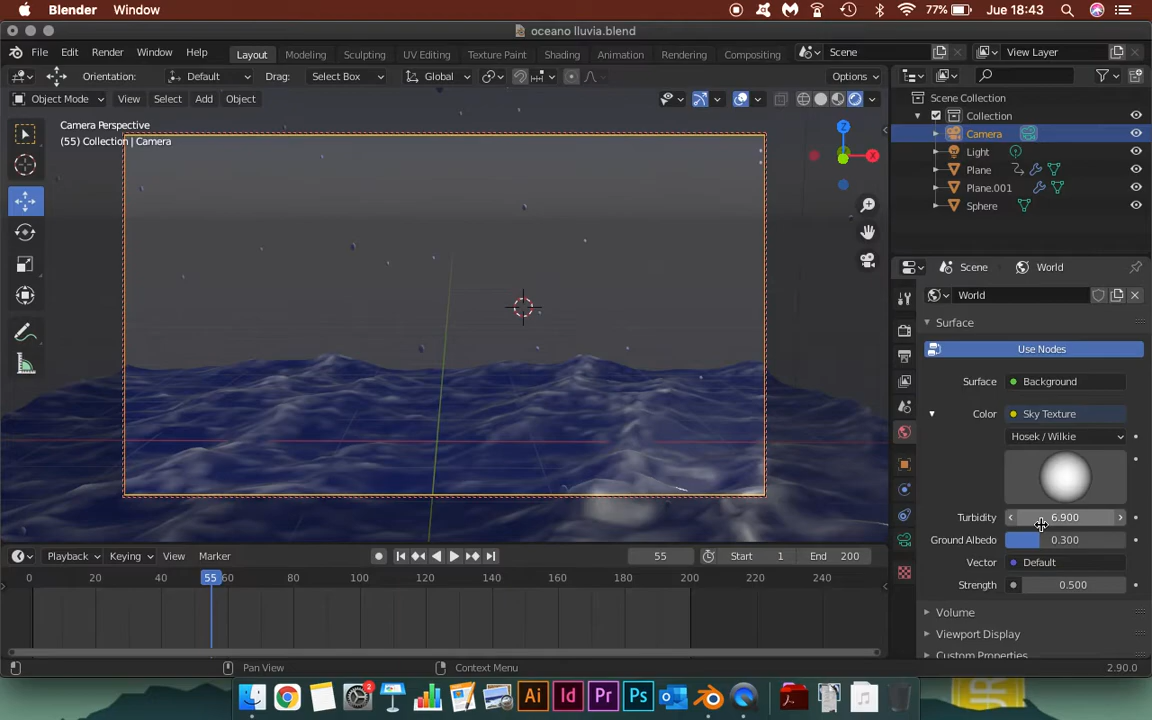 Blender Window 77% Jue 18:43
oceano lluvia.blend
File Edit Render Window Help Layout Modeling Sculpting UV Editing Texture Paint Shading Animation Rendering Compositing Scene View Layer
Orientation: Default Drag: Select Box Global Options
Object Mode View Select Add Object
Scene Collection
Collection
Camera
Light
Plane
Plane.001
Sphere
Camera Perspective
(55) Collection | Camera
Z
X
Scene World
World
Surface
Use Nodes
Surface Background
Color Sky Texture
Hosek / Wilkie
Turbidity 6.900
Ground Albedo 0.300
Vector Default
Strength 0.500
Volume
Viewport Display
Custom Properties
Playback Keying View Marker 55 Start 1 End 200
0 20 40 55 60 80 100 120 140 160 180 200 220 240
Pan View Context Menu 2.90.0
2 Ai Id Pr Ps